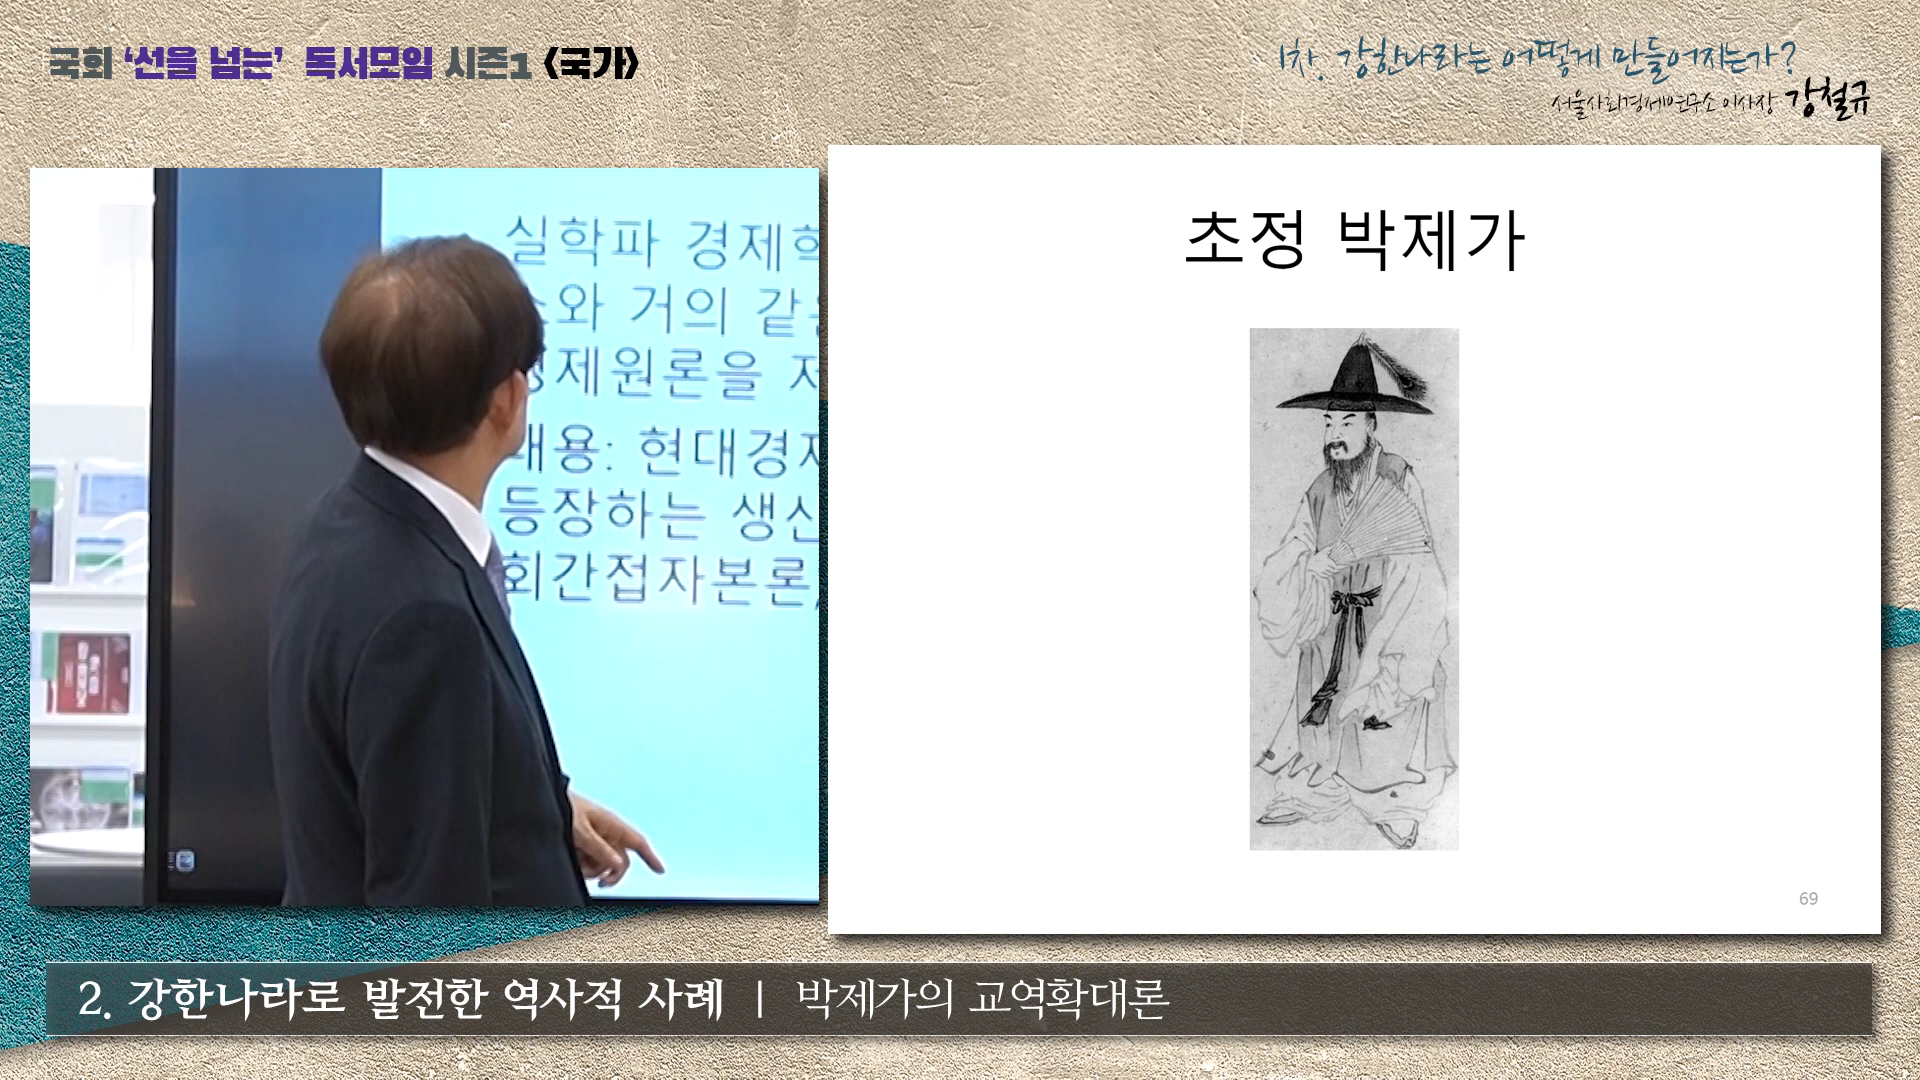 국회 '선을 넘는' 독서모임 시즌1 <국가>
1차. 강한나라는 어떻게 만들어지는가?
서울사회경제연구소 이사장 강철규
실학파 경제학
와 거의 같은
경제원론을 저
내용: 현대경제
등장하는 생산
회간접자본론,
초정 박제가
69
2. 강한나라로 발전한 역사적 사례 | 박제가의 교역확대론